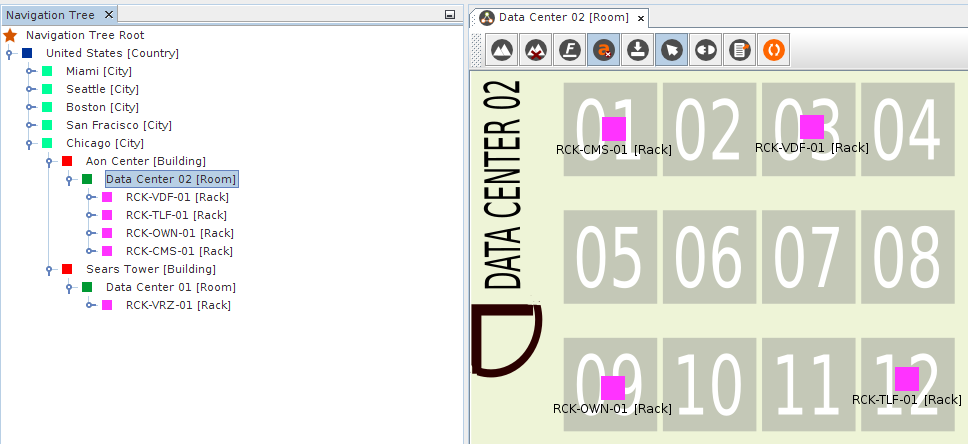 Navigation Tree
Navigation Tree Root
United States [Country]
Miami [City]
Seattle [City]
Boston [City]
San Fracisco [City]
Chicago [City]
Aon Center [Building]
Data Center 02 [Room]
RCK-VDF-01 [Rack]
RCK-TLF-01 [Rack]
RCK-OWN-01 [Rack]
RCK-CMS-01 [Rack]
Sears Tower [Building]
Data Center 01 [Room]
RCK-VRZ-01 [Rack]
Data Center 02 [Room]
F
a
DATA CENTER 02
01 02 03 04
RCK-CMS-01 [Rack] RCK-VDF-01 [Rack]
05 06 07 08
09 10 11 12
RCK-OWN-01 [Rack] RCK-TLF-01 [Rack]